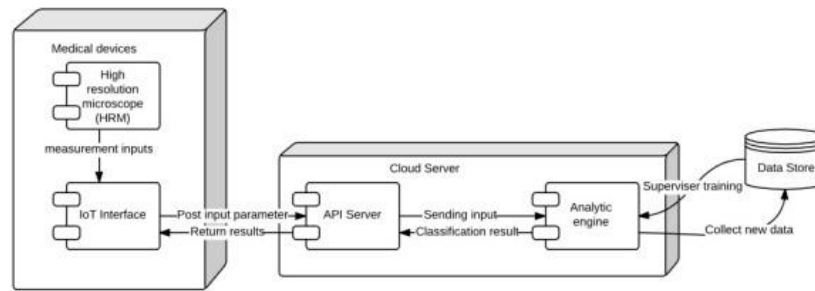 Medical devices
High
resolution
microscope
(HRM)
measurement inputs
IoT Interface
Post input parameter
Return results
Cloud Server
API Server
Sending input
Classification result
Analytic
engine
Data Store
Superviser training
Collect new data